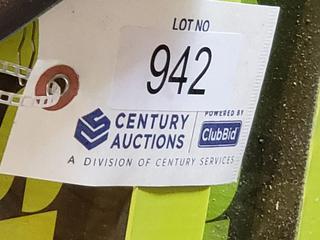 LOT NO
942
CENTURY
AUCTIONS
POWERED BY
ClubBid
A DIVISION OF CENTURY SERVICES